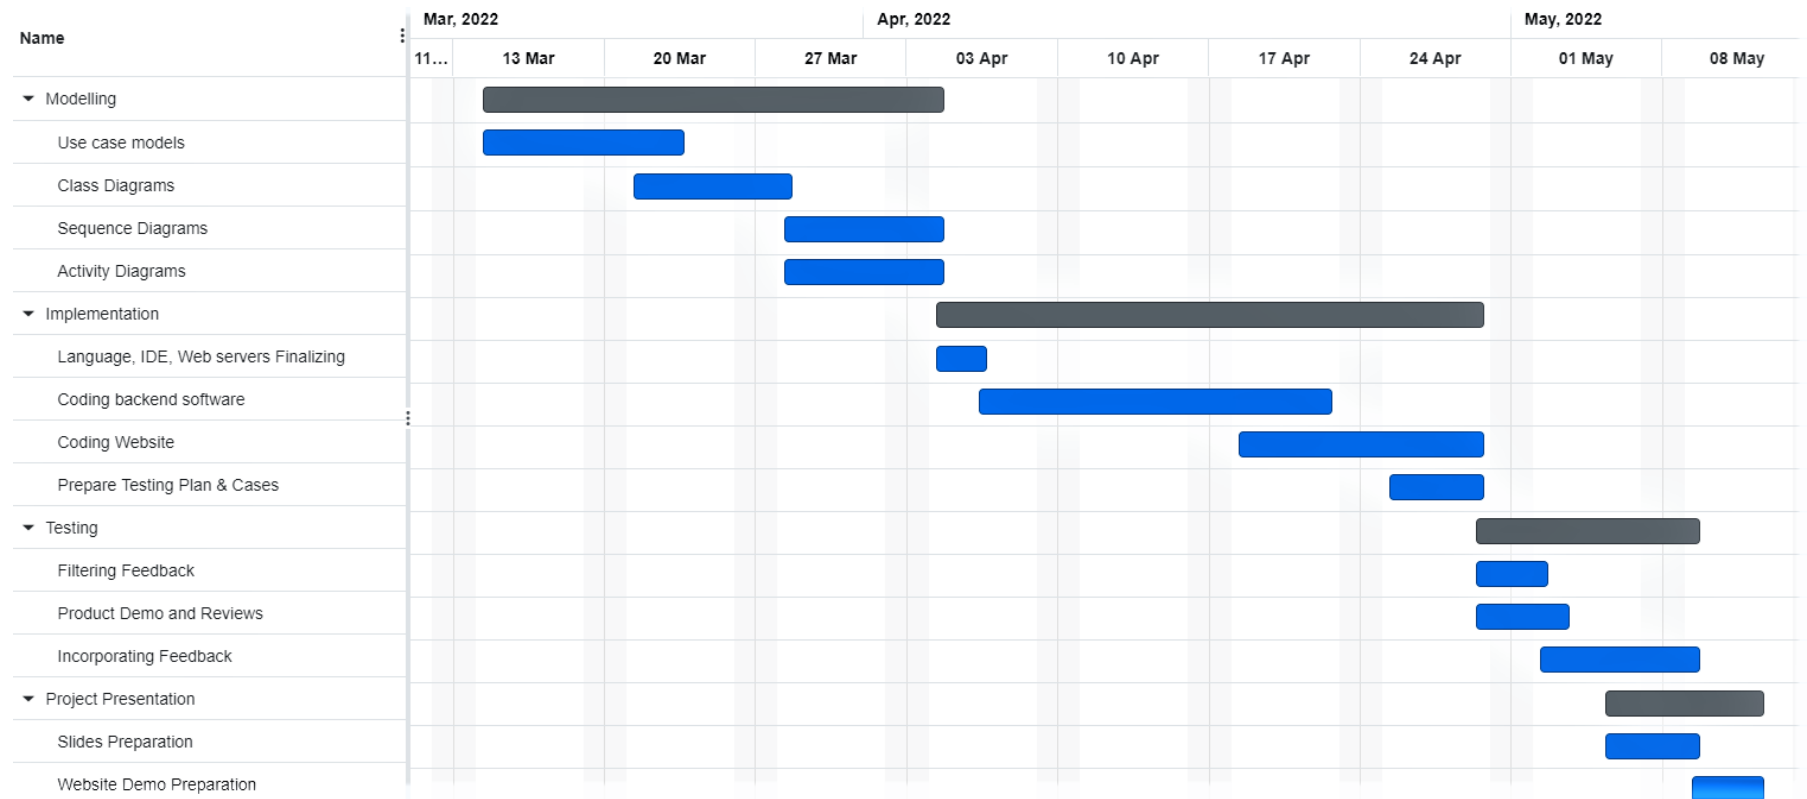 Mar, 2022 Apr, 2022 May, 2022
Name
11... 13 Mar 20 Mar 27 Mar 03 Apr 10 Apr 17 Apr 24 Apr 01 May 08 May
Modelling
Use case models
Class Diagrams
Sequence Diagrams
Activity Diagrams
Implementation
Language, IDE, Web servers Finalizing
Coding backend software
Coding Website
Prepare Testing Plan & Cases
Testing
Filtering Feedback
Product Demo and Reviews
Incorporating Feedback
Project Presentation
Slides Preparation
Website Demo Preparation